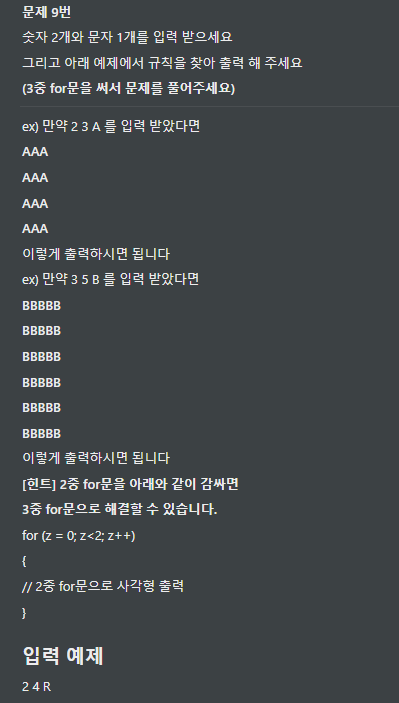 문제 9번
숫자 2개와 문자 1개를 입력 받으세요
그리고 아래 예제에서 규칙을 찾아 출력 해 주세요
(3중 for문을 써서 문제를 풀어주세요)
ex) 만약 2 3 A 를 입력 받았다면
AAA
AAA
AAA
AAA
이렇게 출력하시면 됩니다
ex) 만약 3 5 B 를 입력 받았다면
BBBBB
BBBBB
BBBBB
BBBBB
BBBBB
BBBBB
이렇게 출력하시면 됩니다
[힌트] 2중 for문을 아래와 같이 감싸면
3중 for문으로 해결할 수 있습니다.
for (z = 0; z<2; z++)
{
// 2중 for문으로 사각형 출력
}
입력 예제
2 4 R